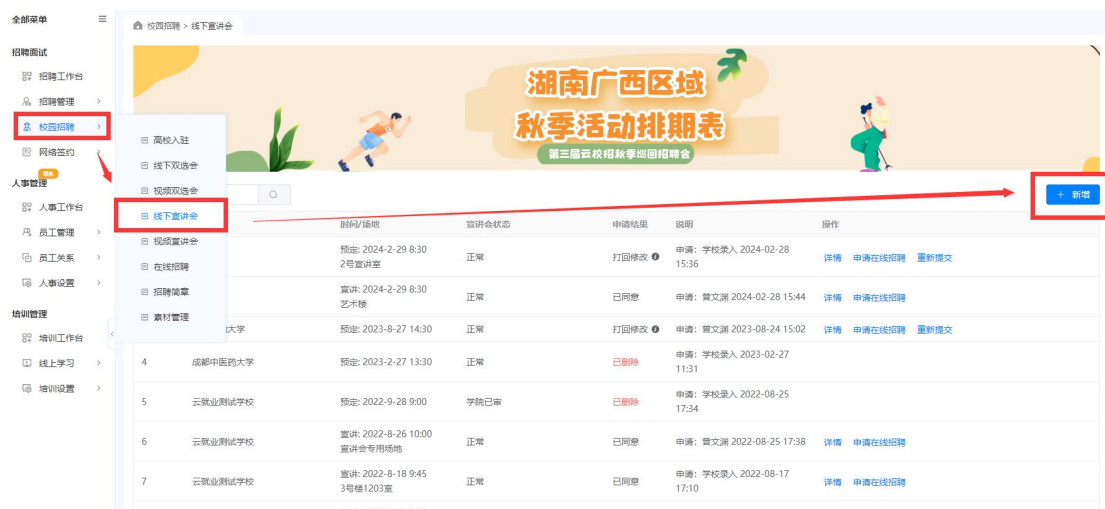 全部菜单
校园招聘 > 线下宣讲会
招聘面试
招聘工作台
招聘管理
校园招聘
网络签约
人事管理
人事工作台
员工管理
员工关系
人事设置
培训管理
培训工作台
线上学习
培训设置
高校入驻
线下双选会
视频双选会
线下宣讲会
视频宣讲会
在线招聘
招聘简章
素材管理
湖南广西区域
秋季活动排期表
第三届云校招秋季巡回招聘会
+ 新增
时间/场地 宣讲会状态 申请结果 说明 操作
预定: 2024-2-29 8:30
2号宣讲室
正常 打回修改
申请: 学校录入 2024-02-28
15:36
详情 申请在线招聘 重新提交
宣讲: 2024-2-29 8:30
艺术楼
正常 已同意 申请: 曾文渊 2024-02-28 15:44 详情 申请在线招聘
大学 预定: 2023-8-27 14:30 正常 打回修改 申请: 曾文渊 2023-08-24 15:02 详情 申请在线招聘 重新提交
4 成都中医药大学 预定: 2023-2-27 13:30 正常 已删除
申请: 学校录入 2023-02-27
11:31
5 云就业测试学校 预定: 2022-9-28 9:00 学院已审 已删除
申请: 学校录入 2022-08-25
17:34
6 云就业测试学校
宣讲: 2022-8-26 10:00
宣讲会专用场地
正常 已同意 申请: 曾文渊 2022-08-25 17:38 详情 申请在线招聘
7 云就业测试学校
宣讲: 2022-8-18 9:45
3号楼1203室
正常 已同意
申请: 学校录入 2022-08-17
17:10
详情 申请在线招聘